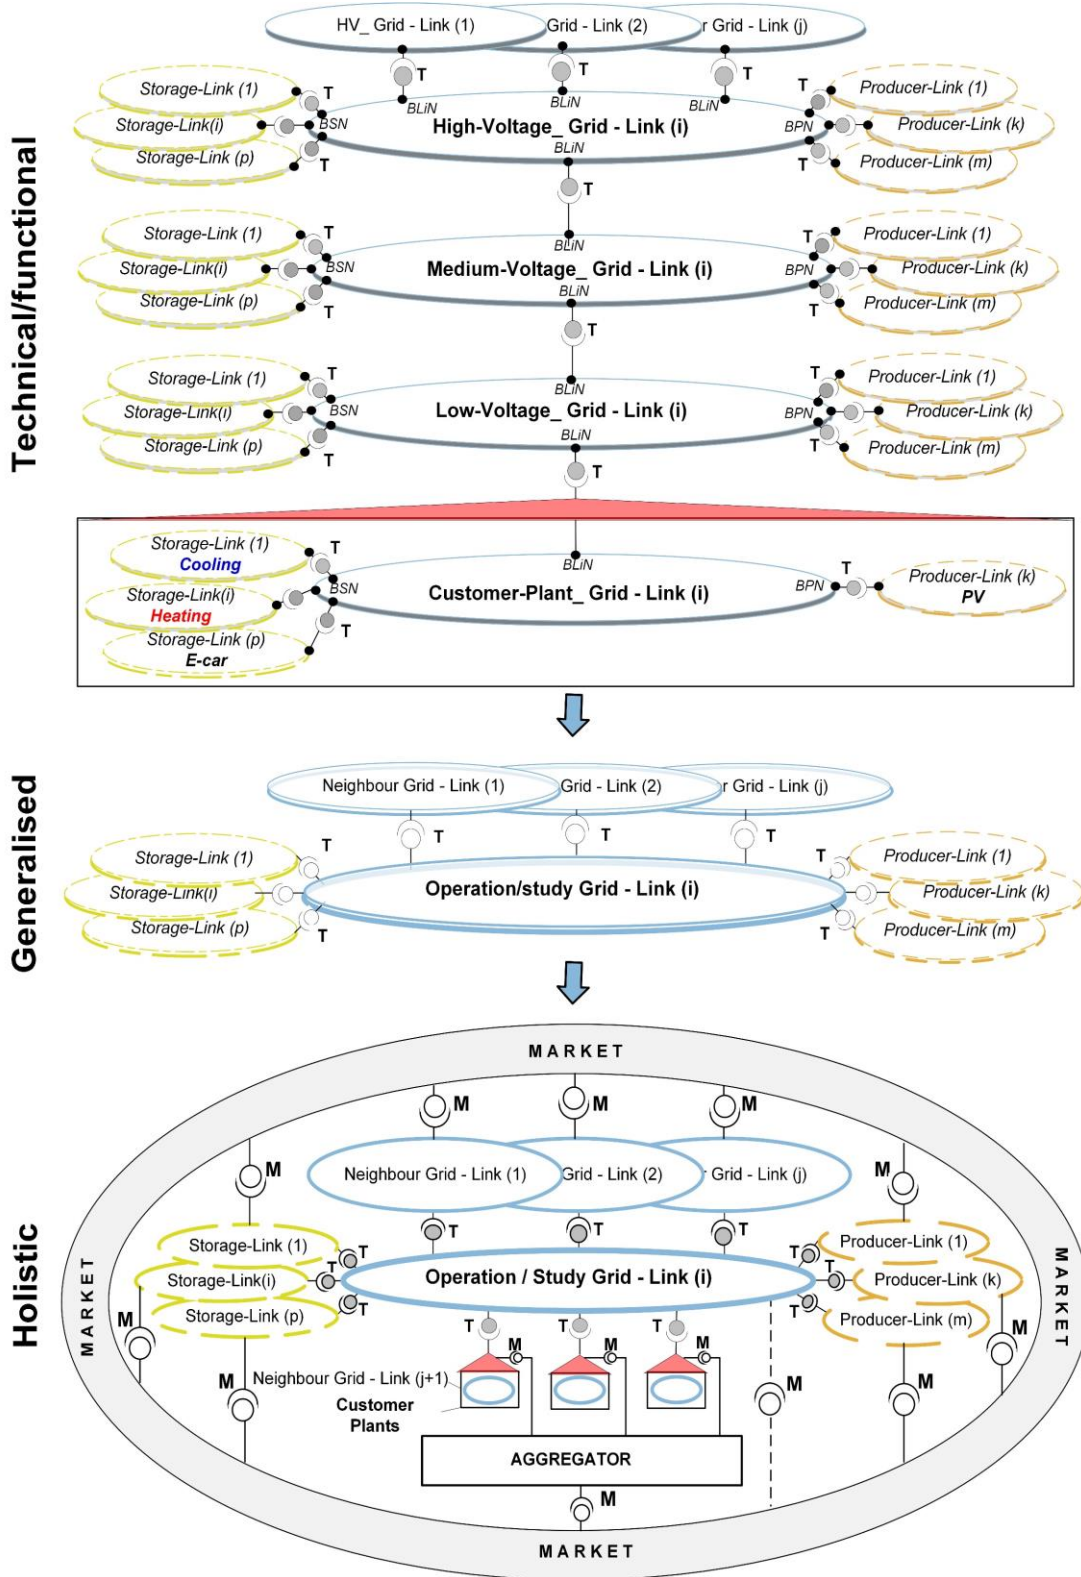 Technical/functional
HV_ Grid - Link (1)
Grid - Link (2)
r Grid - Link (j)
T
T
T
BLiN
BLiN
BLiN
Storage-Link (1)
Storage-Link(i)
Storage-Link (p)
T
BSN
T
High-Voltage_ Grid - Link (i)
BLiN
T
BPN
T
Producer-Link (1)
Producer-Link (k)
Producer-Link (m)
T
BLiN
Storage-Link (1)
Storage-Link(i)
Storage-Link (p)
T
BSN
T
Medium-Voltage_ Grid - Link (i)
BLiN
T
BPN
T
Producer-Link (1)
Producer-Link (k)
Producer-Link (m)
T
BLiN
Storage-Link (1)
Storage-Link(i)
Storage-Link (p)
T
BSN
T
Low-Voltage_ Grid - Link (i)
BLiN
T
BPN
T
Producer-Link (1)
Producer-Link (k)
Producer-Link (m)
T
Storage-Link (1)
Cooling
Storage-Link(i)
Heating
Storage-Link (p)
E-car
T
BSN
T
BLiN
Customer-Plant_ Grid - Link (i)
BPN
T
Producer-Link (k)
PV
Generalised
Neighbour Grid - Link (1)
Grid - Link (2)
r Grid - Link (j)
T
T
T
Storage-Link (1)
Storage-Link(i)
Storage-Link (p)
T
T
Operation/study Grid - Link (i)
T
T
Producer-Link (1)
Producer-Link (k)
Producer-Link (m)
Holistic
MARKET
MARKET
MARKET
MARKET
M
M
M
M
M
Neighbour Grid - Link (1)
Grid - Link (2)
r Grid - Link (j)
T
T
T
Storage-Link (1)
Storage-Link(i)
Storage-Link (p)
T
T
T
Operation / Study Grid - Link (i)
T
T
T
Producer-Link (1)
Producer-Link (k)
Producer-Link (m)
T
T
T
M
M
M
M
M
M
M
M
Neighbour Grid - Link (j+1)
Customer
Plants
AGGREGATOR
M